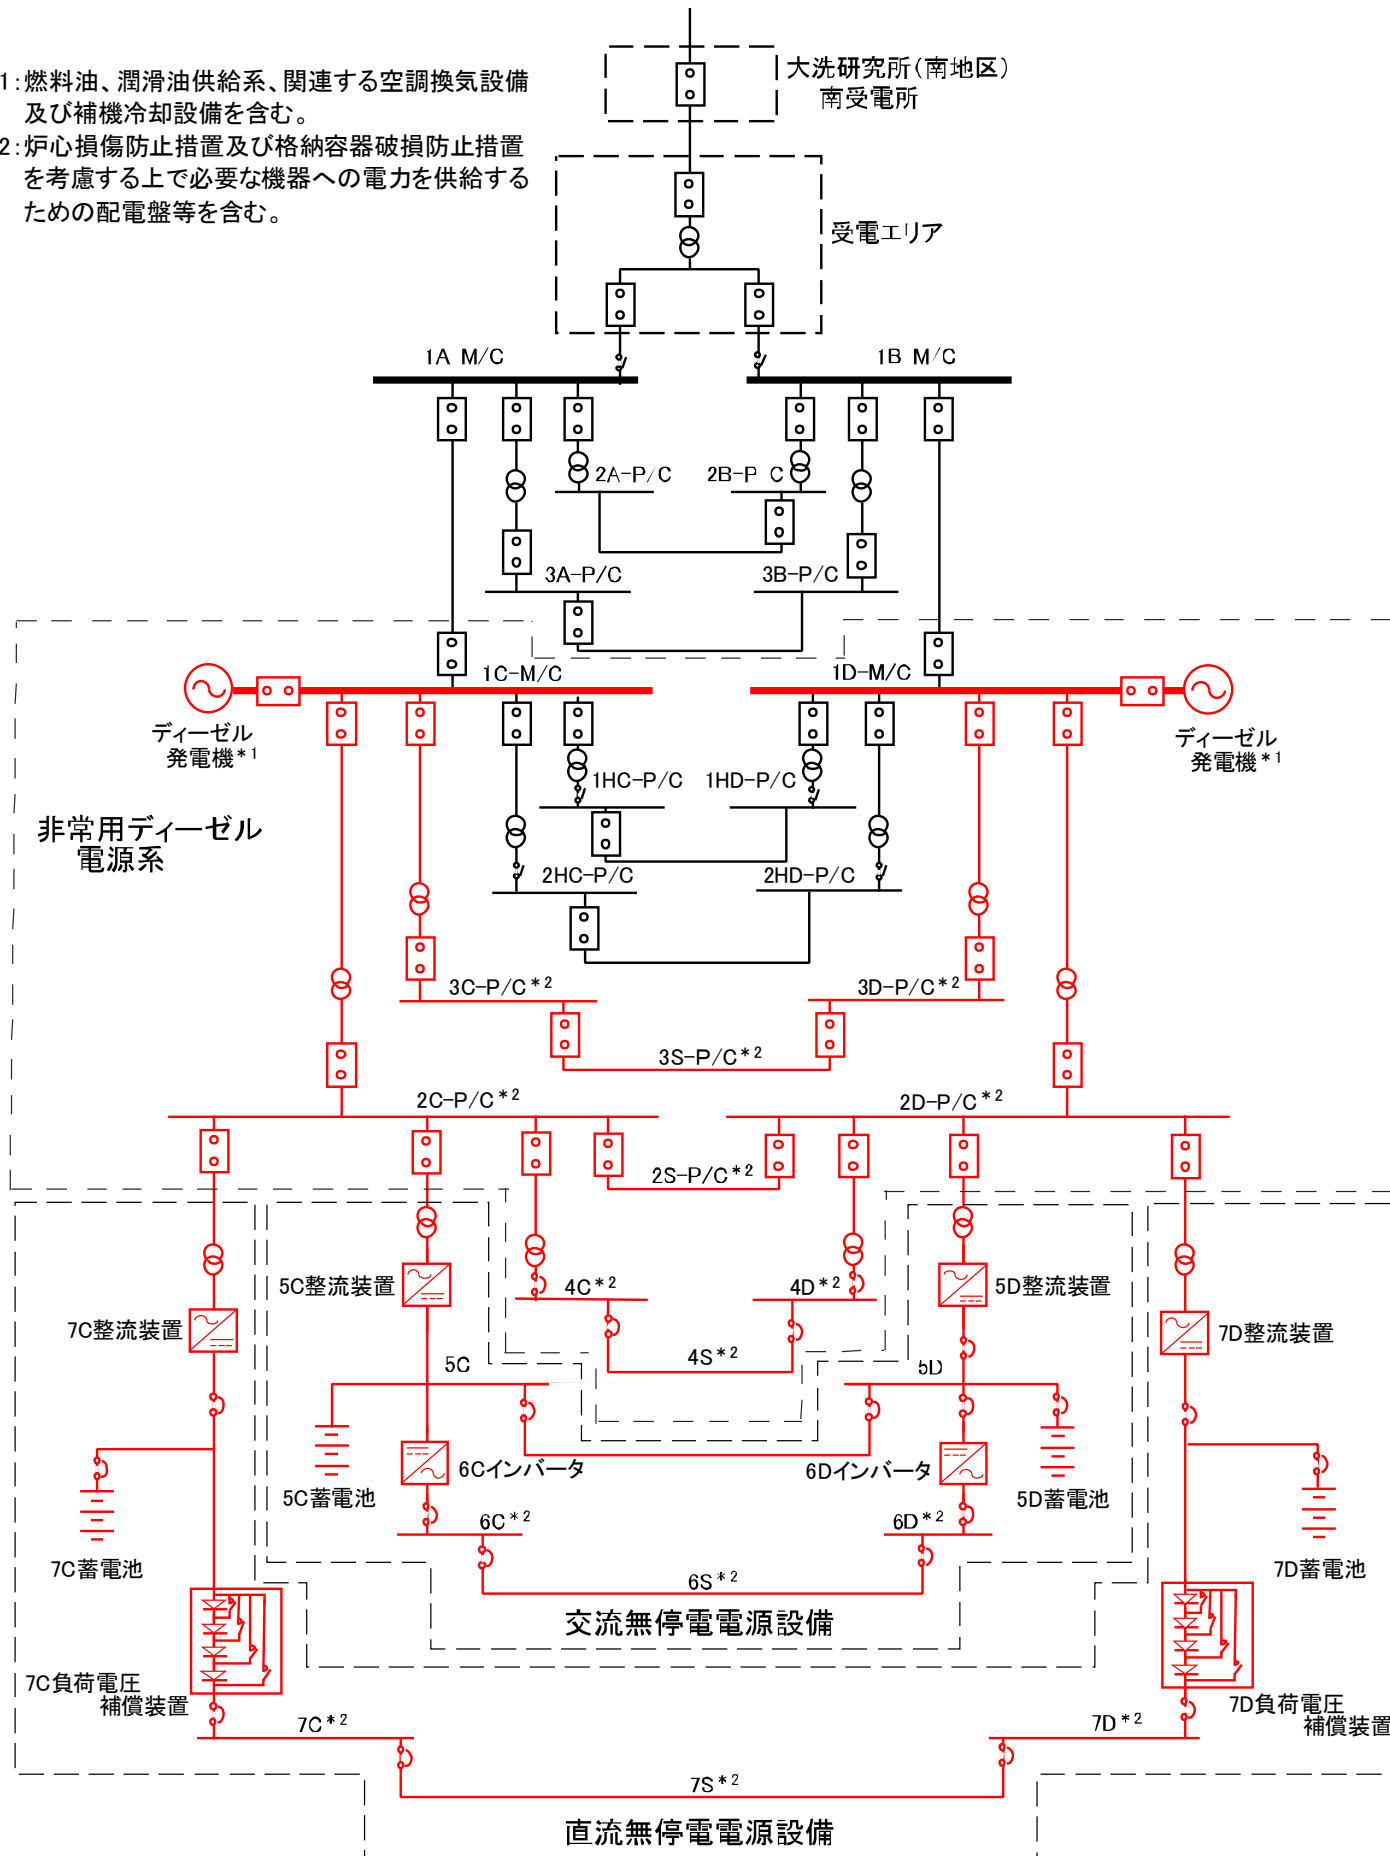 1:燃料油、潤滑油供給系、関連する空調換気設備
及び補機冷却設備を含む。
2:炉心損傷防止措置及び格納容器破損防止措置
を考慮する上で必要な機器への電力を供給する
ための配電盤等を含む。
大洗研究所(南地区)
南受電所
受電エリア
1A M/C
1B M/C
2A-P/C
2B-P C
3A-P/C
3B-P/C
1C-M/C
1D-M/C
ディーゼル
発電機*1
ディーゼル
発電機*1
1HC-P/C
1HD-P/C
非常用ディーゼル
電源系
2HC-P/C
2HD-P/C
3C-P/C*2
3D-P/C*2
3S-P/C*2
2C-P/C*2
2D-P/C*2
2S-P/C*2
5C整流装置
4C*2
4D*2
5D整流装置
7C整流装置
7D整流装置
4S*2
5C
5D
6Cインバータ
6Dインバータ
5C蓄電池
5D蓄電池
6C*2
6D*2
7C蓄電池
7D蓄電池
6S*2
交流無停電電源設備
7C負荷電圧
補償装置
7D負荷電圧
補償装置
7C*2
7D*2
7S*2
直流無停電電源設備